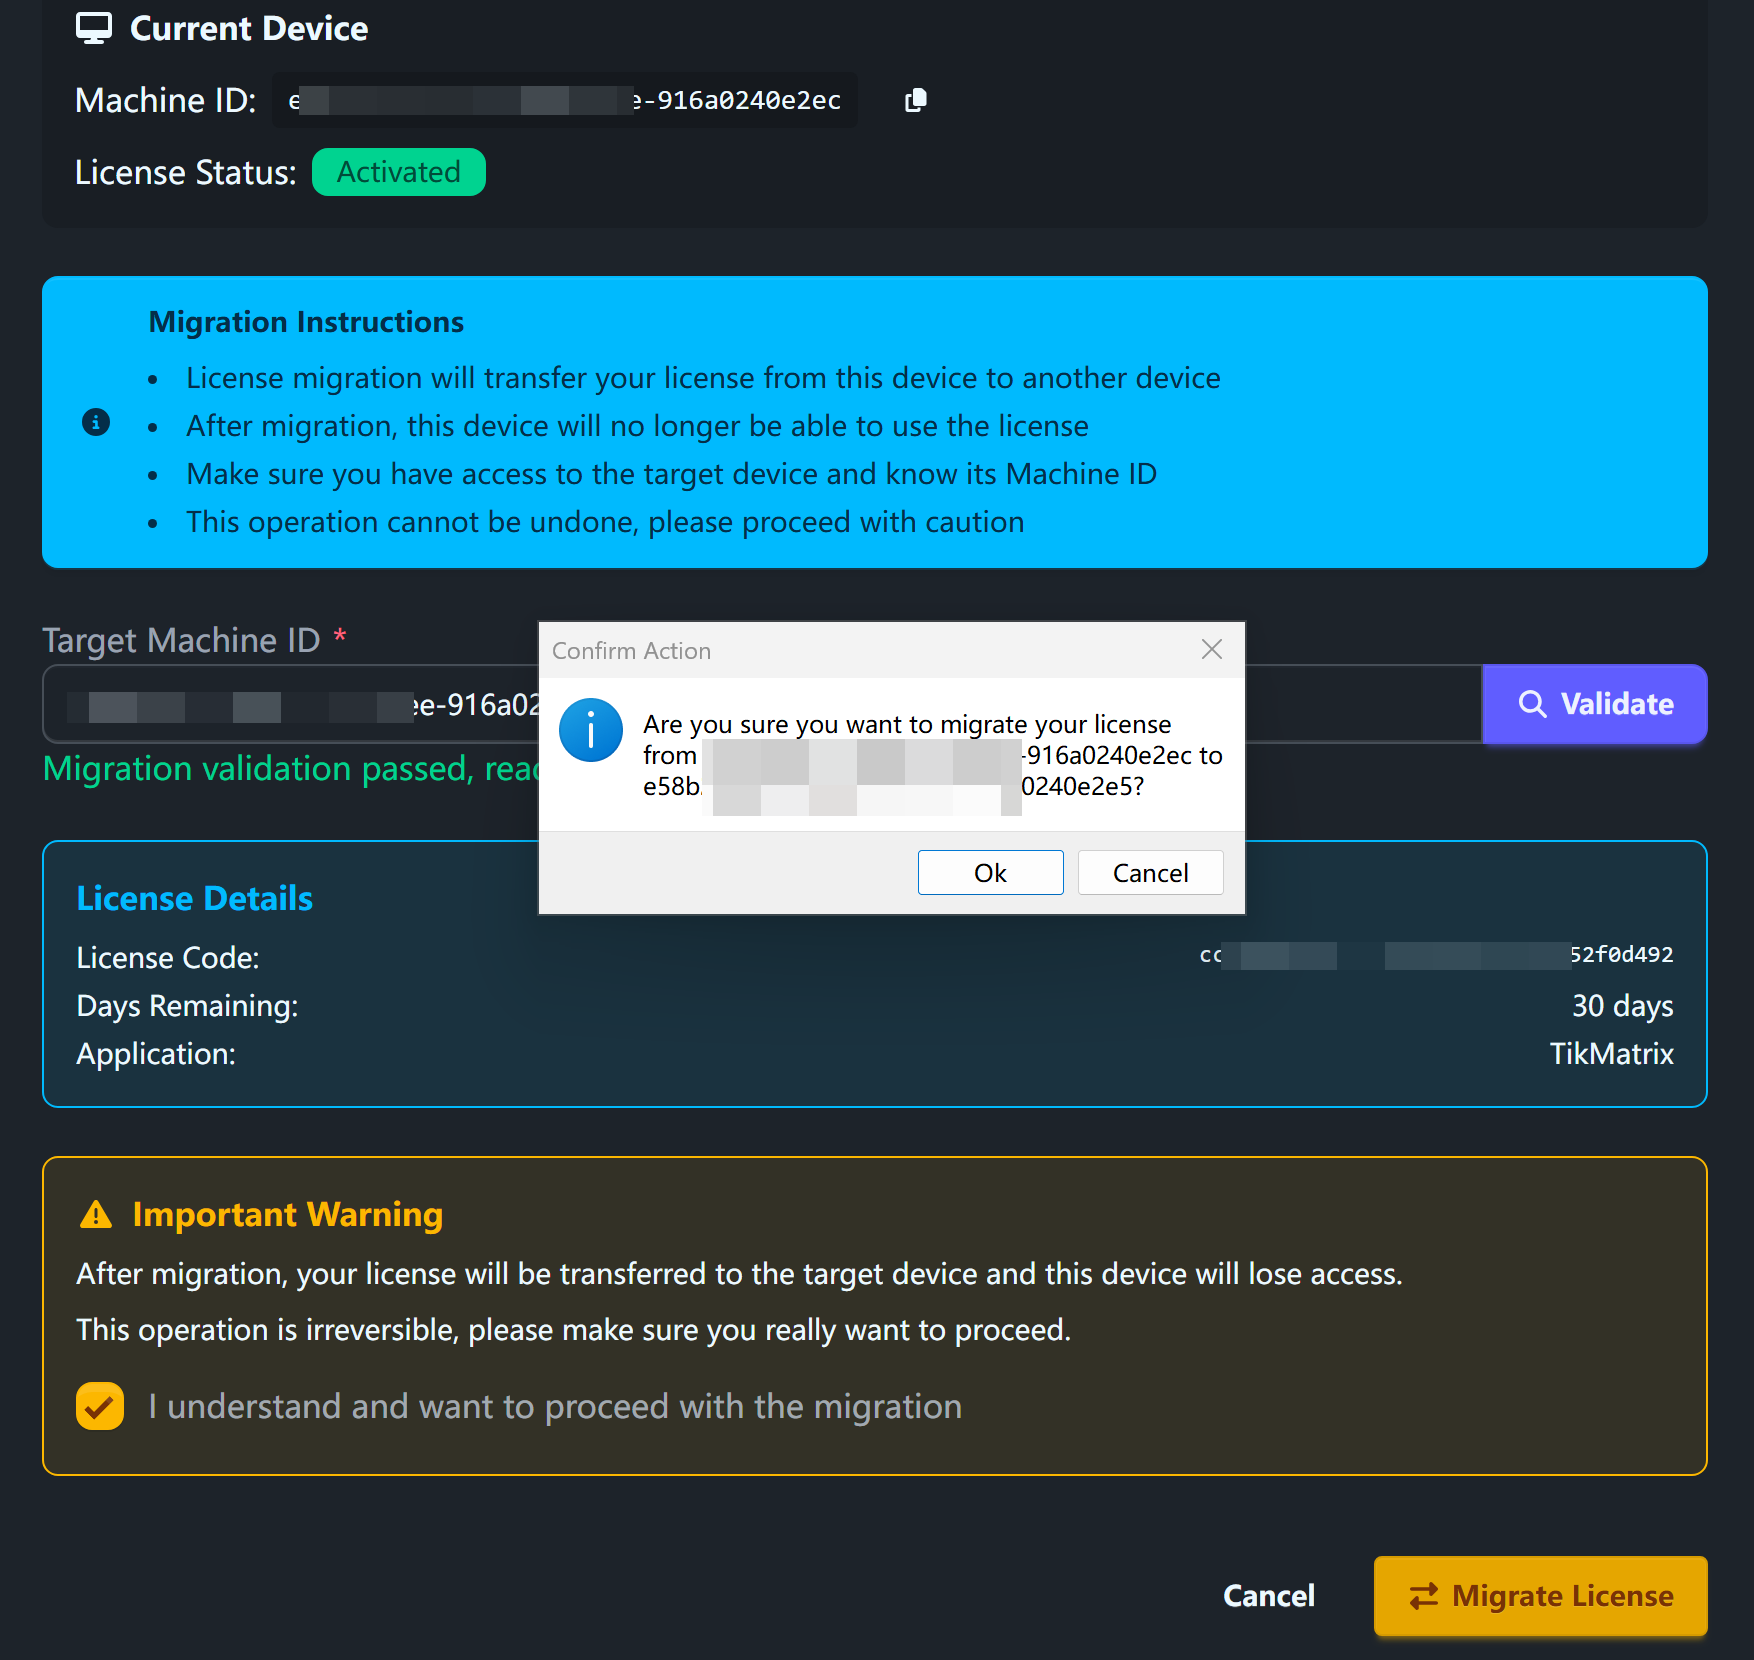 Current Device
Machine ID: e e-916a0240e2ec
License Status: Activated
Migration Instructions
• License migration will transfer your license from this device to another device
• After migration, this device will no longer be able to use the license
• Make sure you have access to the target device and know its Machine ID
• This operation cannot be undone, please proceed with caution
Target Machine ID *
ee-916a02
Validate
Migration validation passed,
Confirm Action
Are you sure you want to migrate your license
from -916a0240e2ec to
e58b 0240e2e5?
Ok
Cancel
License Details
License Code: cc 52f0d492
Days Remaining: 30 days
Application: TikMatrix
Important Warning
After migration, your license will be transferred to the target device and this device will lose access.
This operation is irreversible, please make sure you really want to proceed.
I understand and want to proceed with the migration
Cancel
Migrate License